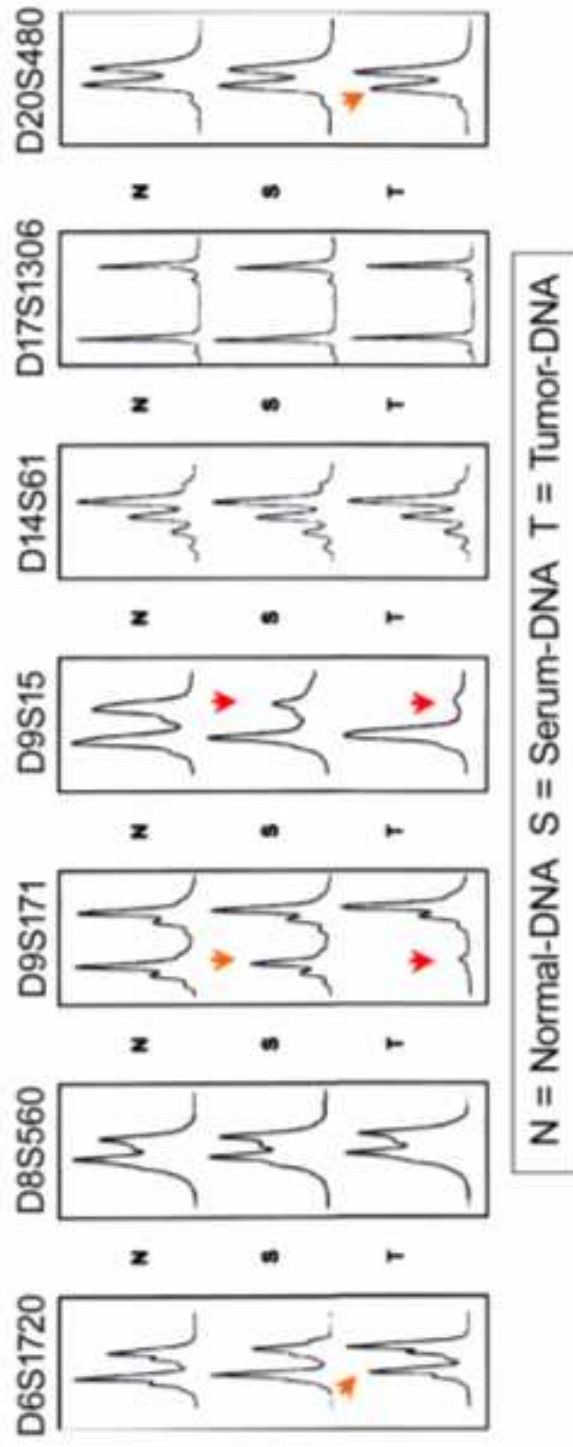 D6S1720
D8S560
D9S171
D9S15
D14S61
D17S1306
D20S480
N
N
N
N
N
N
N
S
S
S
S
S
S
S
T
T
T
T
T
T
T
N = Normal-DNA S = Serum-DNA T = Tumor-DNA